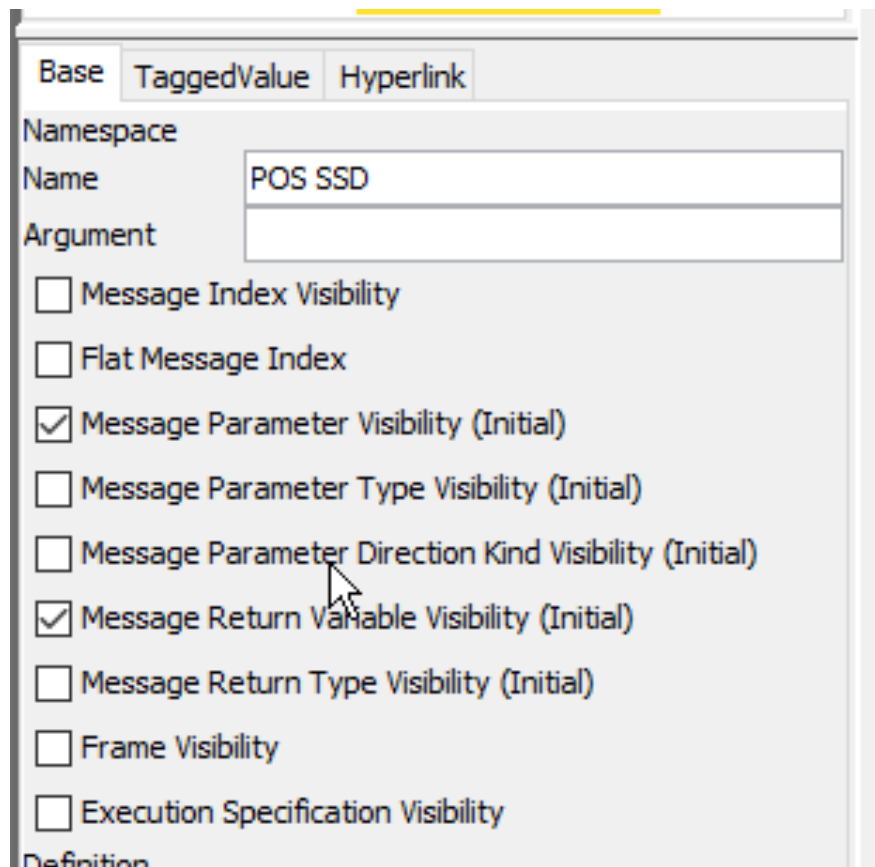 Base TaggedValue Hyperlink
Namespace
Name POS SSD
Argument
Message Index Visibility
Flat Message Index
Message Parameter Visibility (Initial)
Message Parameter Type Visibility (Initial)
Message Parameter Direction Kind Visibility (Initial)
Message Return Variable Visibility (Initial)
Message Return Type Visibility (Initial)
Frame Visibility
Execution Specification Visibility
Definition